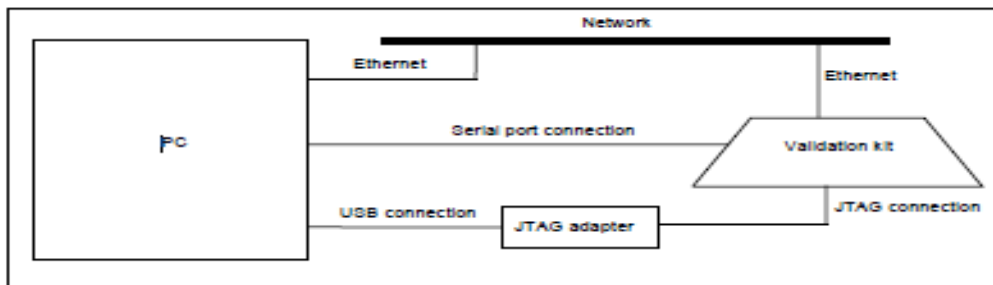 Network
Ethernet
Ethernet
PC
Serial port connection
Validation kit
USB connection
JTAG connection
JTAG adapter